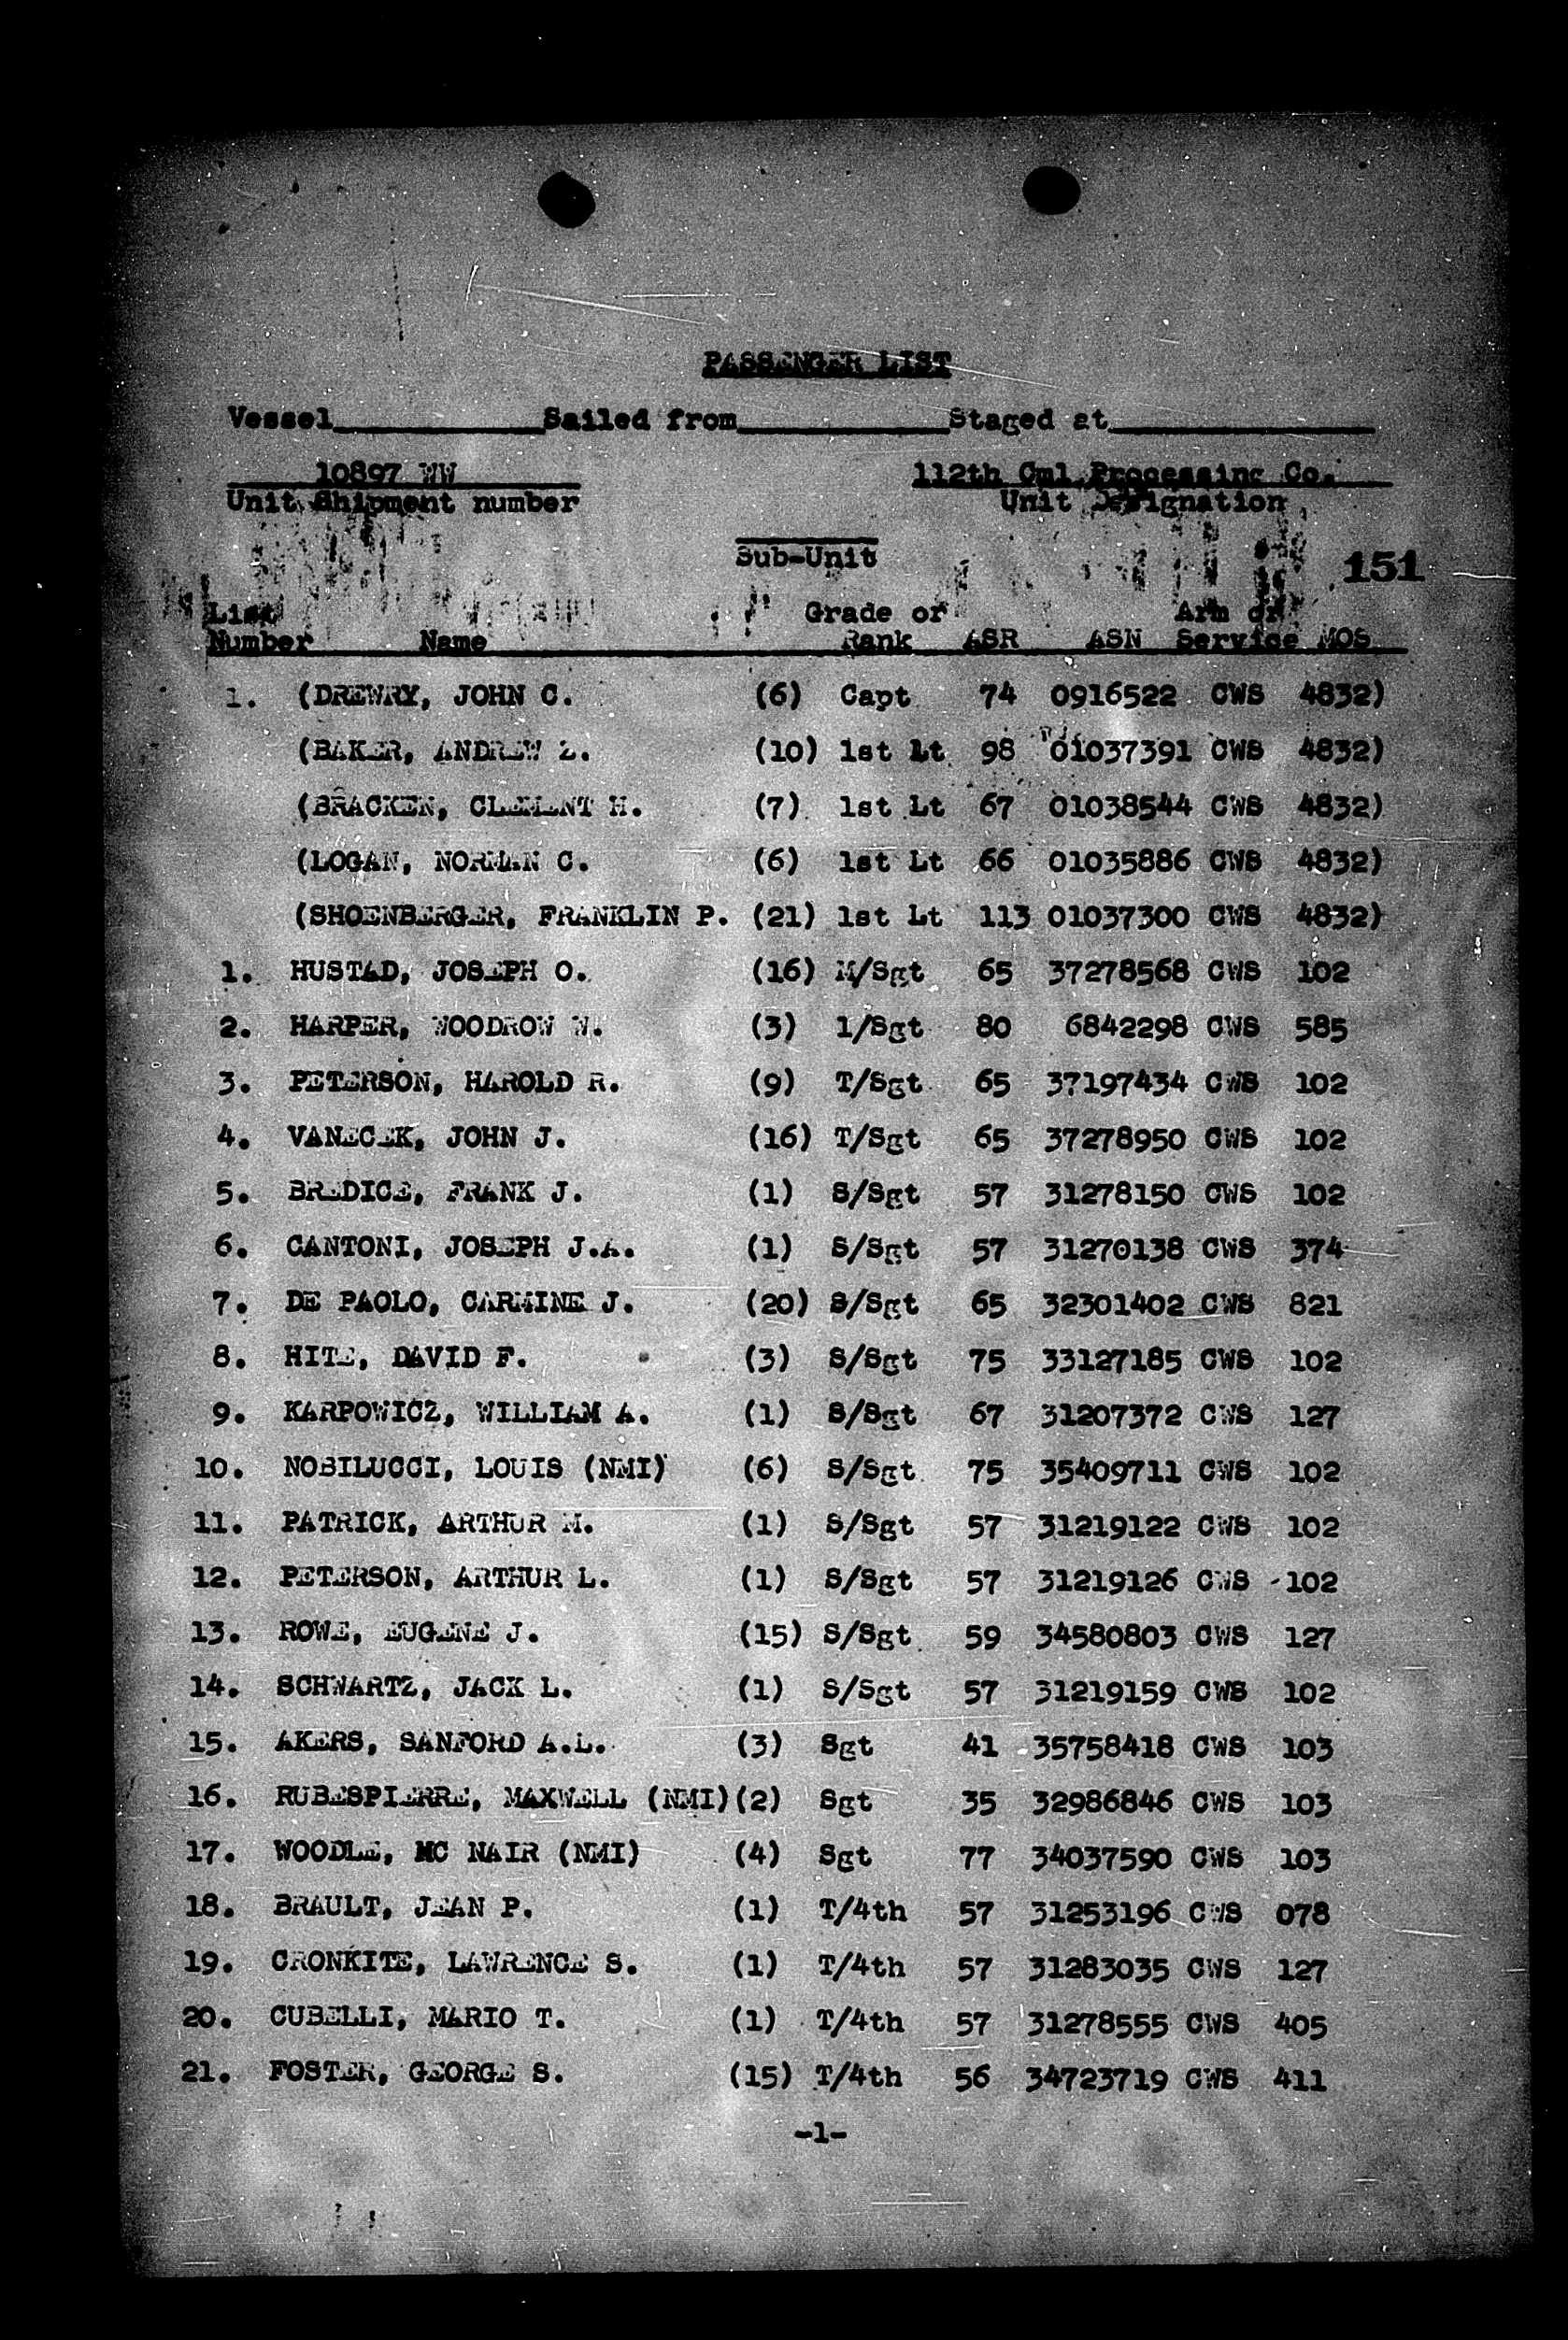 PASSENGER LIST
Vessel____________Sailed from____________Staged at_______________
10897 WW 112th Cml Processing Co.
Unit Shipment number Unit Designation
Sub-Unit
151
List Grade or Arm or
Number Name Rank ASR ASN Service MOS
1. (DREWRY, JOHN C. (6) Capt 74 0916522 CWS 4832)
(BAKER, ANDREW Z. (10) 1st Lt 98 01037391 CWS 4832)
(BRACKEN, CLEMENT H. (7) 1st Lt 67 01038544 CWS 4832)
(LOGAN, NORMAN C. (6) 1st Lt 66 01035886 CWS 4832)
(SHOENBERGER, FRANKLIN P. (21) 1st Lt 113 01037300 CWS 4832)
1. HUSTAD, JOSEPH O. (16) M/Sgt 65 37278568 CWS 102
2. HARPER, WOODROW W. (3) 1/Sgt 80 6842298 CWS 585
3. PETERSON, HAROLD R. (9) T/Sgt 65 37197434 CWS 102
4. VANECEK, JOHN J. (16) T/Sgt 65 37278950 CWS 102
5. BREDICE, FRANK J. (1) S/Sgt 57 31278150 CWS 102
6. CANTONI, JOSEPH J.A. (1) S/Sgt 57 31270138 CWS 374
7. DE PAOLO, CARMINE J. (20) S/Sgt 65 32301402 CWS 821
8. HITE, DAVID F. (3) S/Sgt 75 33127185 CWS 102
9. KARPOWICZ, WILLIAM A. (1) S/Sgt 67 31207372 CWS 127
10. NOBILUCCI, LOUIS (NMI) (6) S/Sgt 75 35409711 CWS 102
11. PATRICK, ARTHUR M. (1) S/Sgt 57 31219122 CWS 102
12. PETERSON, ARTHUR L. (1) S/Sgt 57 31219126 CWS 102
13. ROWE, EUGENE J. (15) S/Sgt 59 34580803 CWS 127
14. SCHWARTZ, JACK L. (1) S/Sgt 57 31219159 CWS 102
15. AKERS, SANFORD A.L. (3) Sgt 41 35758418 CWS 103
16. RUBESPIERRE, MAXWELL (NMI)(2) Sgt 35 32986846 CWS 103
17. WOODLE, MC NAIR (NMI) (4) Sgt 77 34037590 CWS 103
18. BRAULT, JEAN P. (1) T/4th 57 31253196 CWS 078
19. CRONKITE, LAWRENCE S. (1) T/4th 57 31283035 CWS 127
20. CUBELLI, MARIO T. (1) T/4th 57 31278555 CWS 405
21. FOSTER, GEORGE S. (15) T/4th 56 34723719 CWS 411
-1-